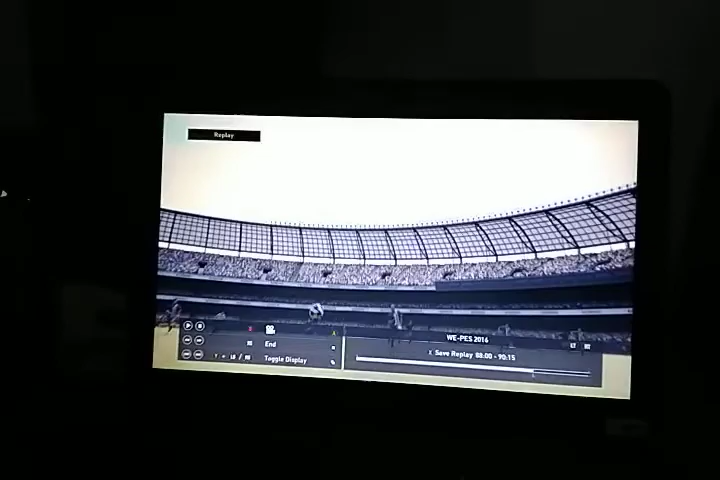 Replay
WE-PES 2016
End
Save Replay 88:00 - 90:15
Toggle Display